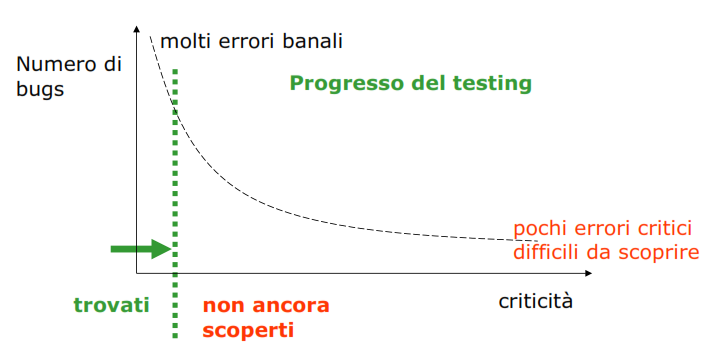 molti errori banali
Numero di
bugs
Progresso del testing
pochi errori critici
difficili da scoprire
criticità
trovati
non ancora
scoperti